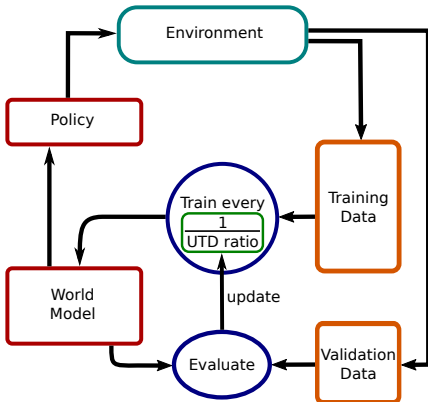 Environment
Policy
Training
Data
Train every
1
UTD ratio
World
Model
update
Evaluate
Validation
Data